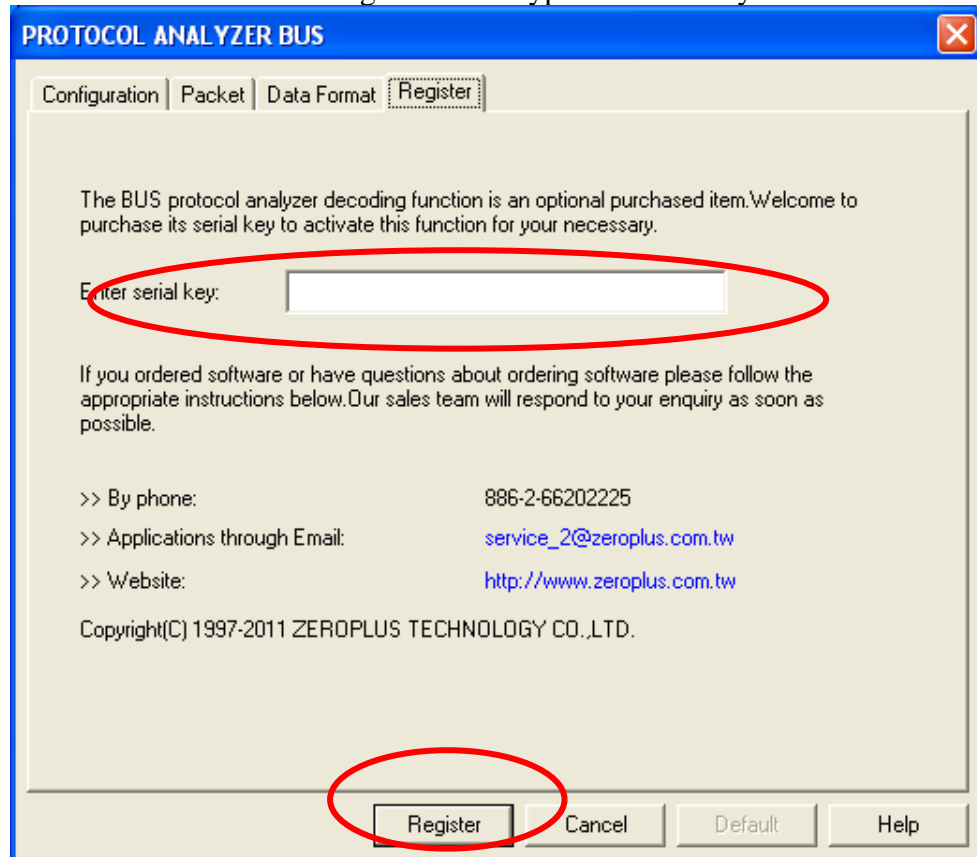 PROTOCOL ANALYZER BUS
Configuration Packet Data Format Register
The BUS protocol analyzer decoding function is an optional purchased item.Welcome to
purchase its serial key to activate this function for your necessary.
Enter serial key:
If you ordered software or have questions about ordering software please follow the
appropriate instructions below.Our sales team will respond to your enquiry as soon as
possible.
>> By phone: 886-2-66202225
>> Applications through Email: service_2@zeroplus.com.tw
>> Website: http://www.zeroplus.com.tw
Copyright(C) 1997-2011 ZEROPLUS TECHNOLOGY CO.,LTD.
Register Cancel Default Help